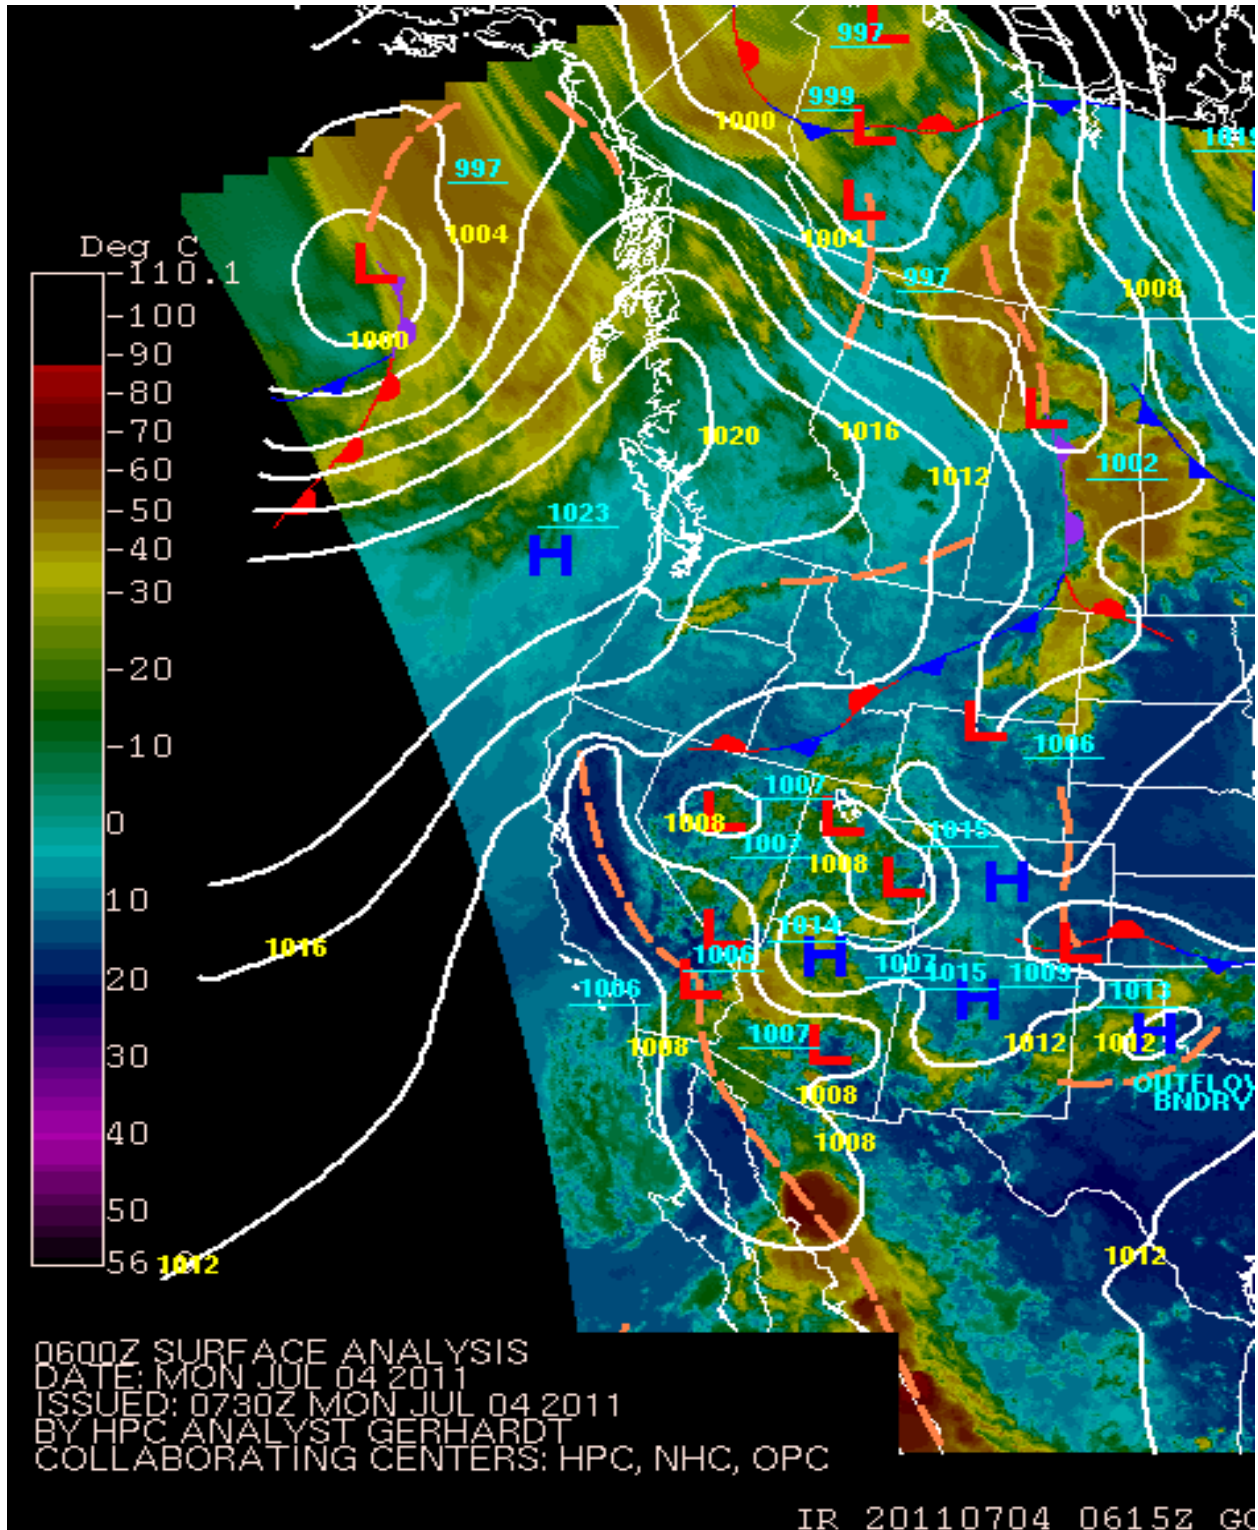 997
999
1000
1015
997
1004
1004
Deg C
997
1008
-110.1
-100
1000
-90
-80
-70
1020
1016
-60
1002
1012
-50
1023
-40
-30
-20
-10
1006
1007
0
1008
1015
1007
1008
10
1014
1016
1006
1007
1015
1009
20
1006
1013
1007
30
1008
1012
1012
OUTFLOW
BNDRY
1008
40
1008
50
1012
56
1012
0600Z SURFACE ANALYSIS
DATE: MON JUL 04 2011
ISSUED: 0730Z MON JUL 04 2011
BY HPC ANALYST GERHARDT
COLLABORATING CENTERS: HPC, NHC, OPC
IR 20110704 0615Z GO
L
L
L
L
L
H
L
L
L
L
H
L
H
L
L
H
H
L